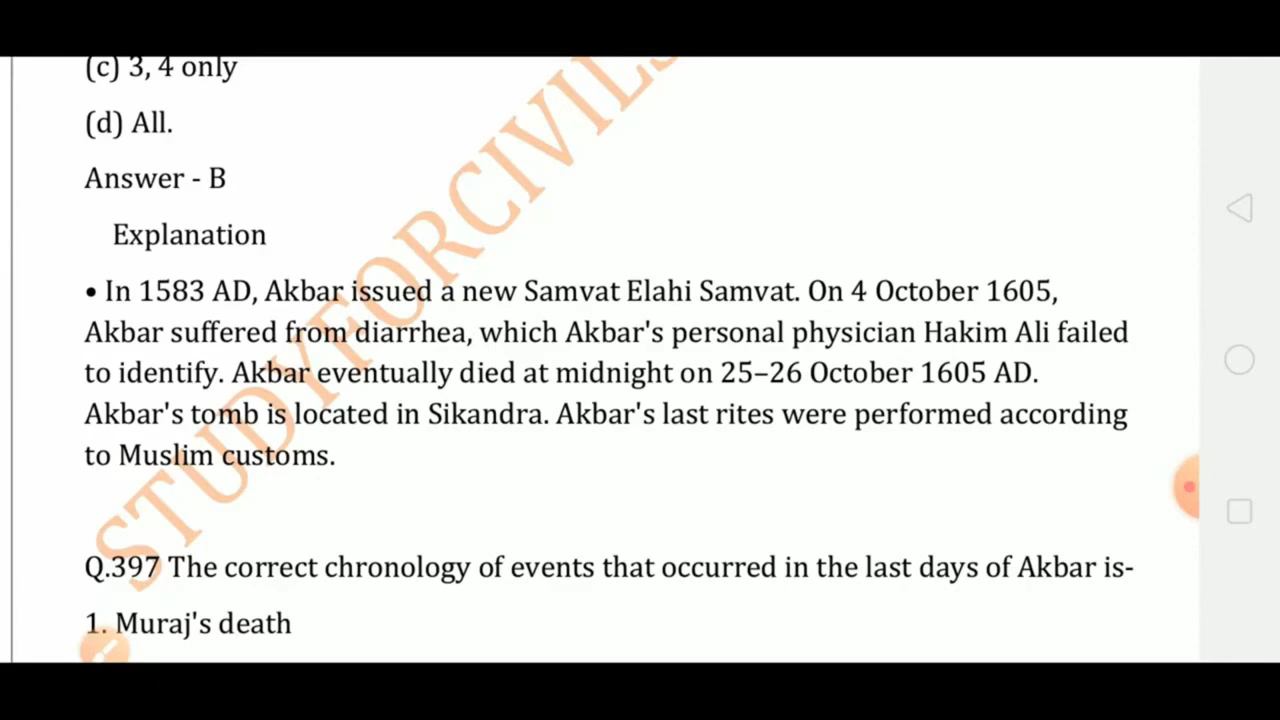 (c) 3, 4 only
(d) All.
Answer - B
Explanation
• In 1583 AD, Akbar issued a new Samvat Elahi Samvat. On 4 October 1605,
Akbar suffered from diarrhea, which Akbar's personal physician Hakim Ali failed
to identify. Akbar eventually died at midnight on 25–26 October 1605 AD.
Akbar's tomb is located in Sikandra. Akbar's last rites were performed according
to Muslim customs.
Q.397 The correct chronology of events that occurred in the last days of Akbar is-
1. Muraj's death
STUDYFORCIVILS